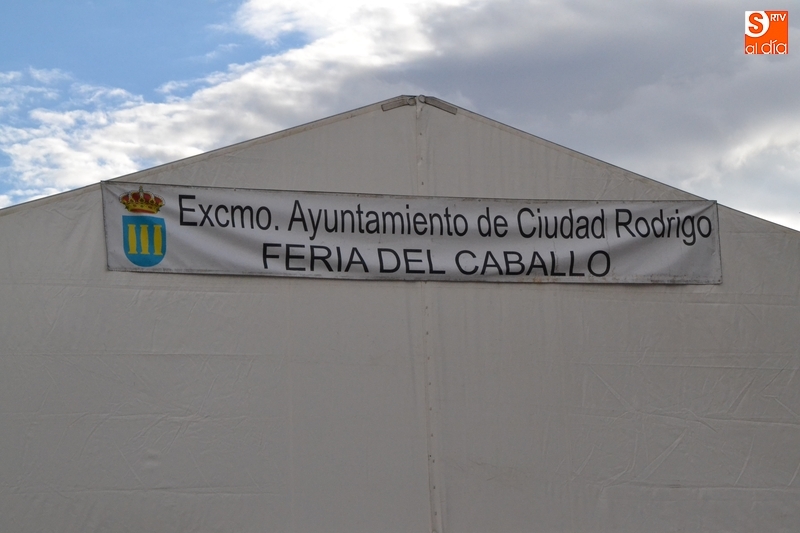 S RTV
al día
Excmo. Ayuntamiento de Ciudad Rodrigo
FERIA DEL CABALLO